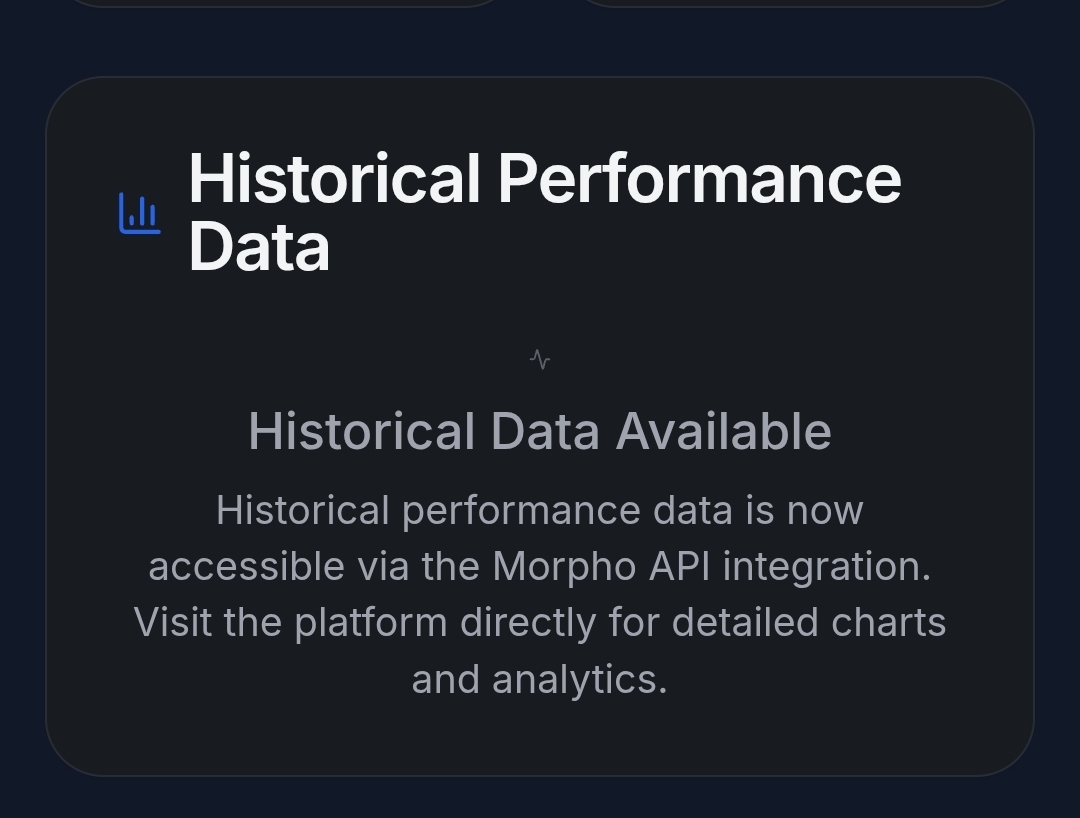 Historical Performance
Data
Historical Data Available
Historical performance data is now
accessible via the Morpho API integration.
Visit the platform directly for detailed charts
and analytics.